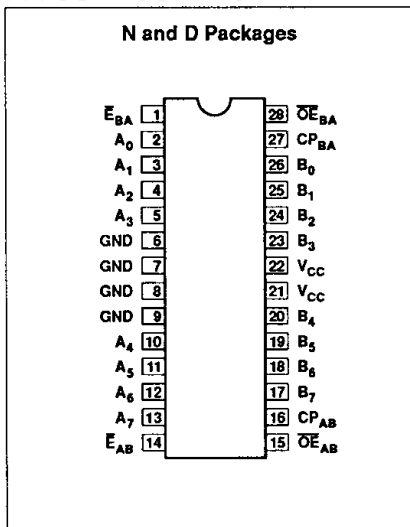 N and D Packages
E̅BA 1 28 O̅E̅BA
A0 2 27 CPBA
A1 3 26 B0
A2 4 25 B1
A3 5 24 B2
GND 6 23 B3
GND 7 22 VCC
GND 8 21 VCC
GND 9 20 B4
A4 10 19 B5
A5 11 18 B6
A6 12 17 B7
A7 13 16 CPAB
E̅AB 14 15 O̅E̅AB